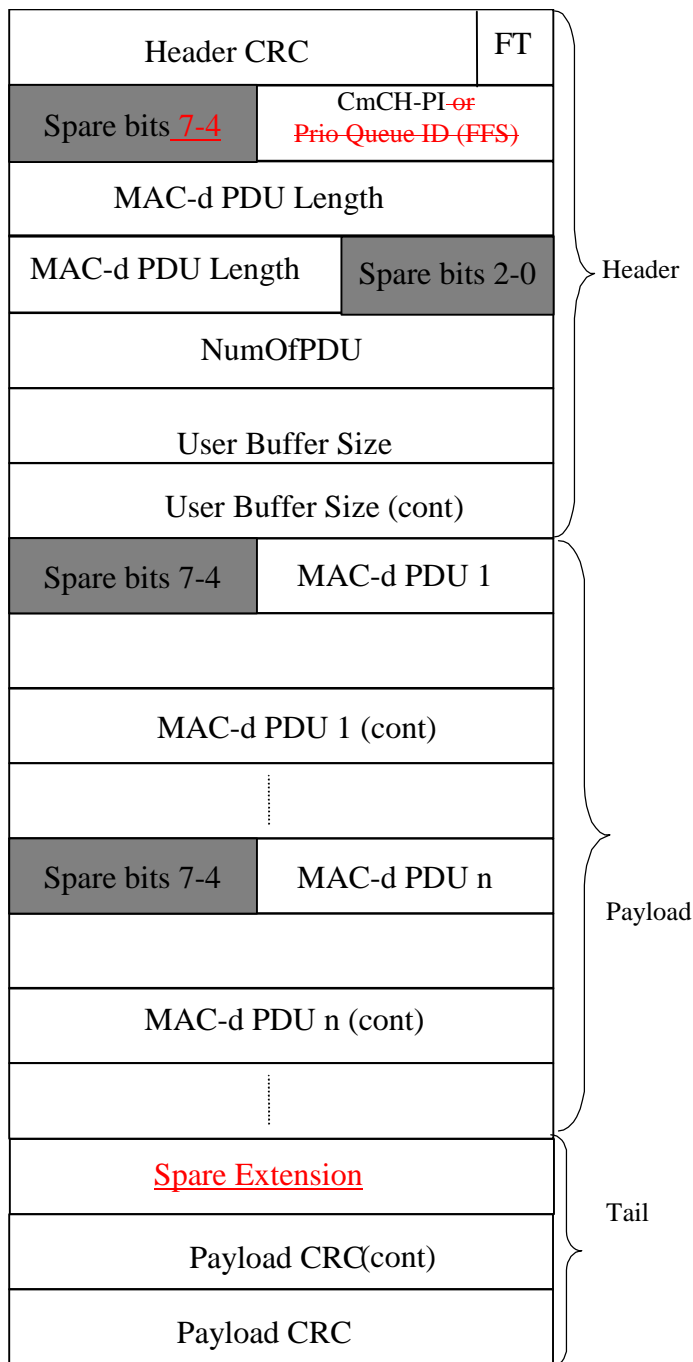 Header CRC FT
Spare bits 7-4 CmCH-PI or
Prio Queue ID (FFS)
MAC-d PDU Length
MAC-d PDU Length Spare bits 2-0
Header
NumOfPDU
User Buffer Size
User Buffer Size (cont)
Spare bits 7-4 MAC-d PDU 1
MAC-d PDU 1 (cont)
Spare bits 7-4 MAC-d PDU n
Payload
MAC-d PDU n (cont)
Spare Extension
Tail
Payload CRC(cont)
Payload CRC